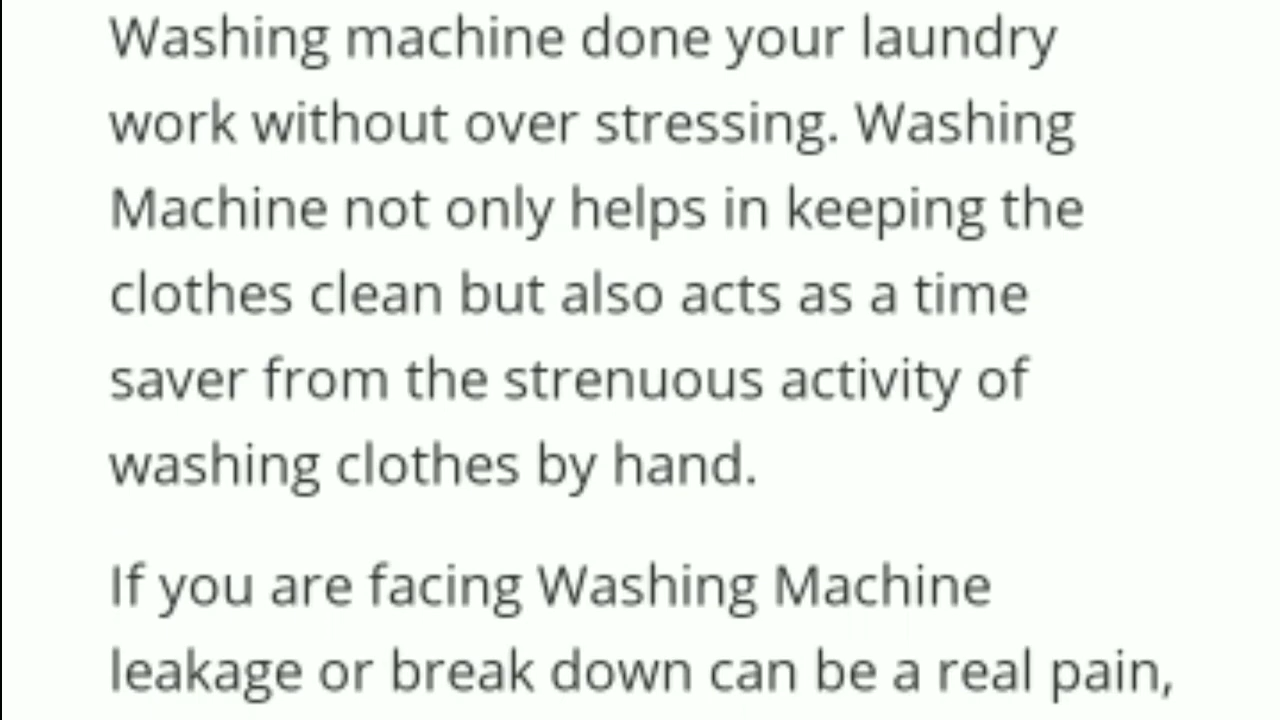 Washing machine done your laundry
work without over stressing. Washing
Machine not only helps in keeping the
clothes clean but also acts as a time
saver from the strenuous activity of
washing clothes by hand.
If you are facing Washing Machine
leakage or break down can be a real pain,